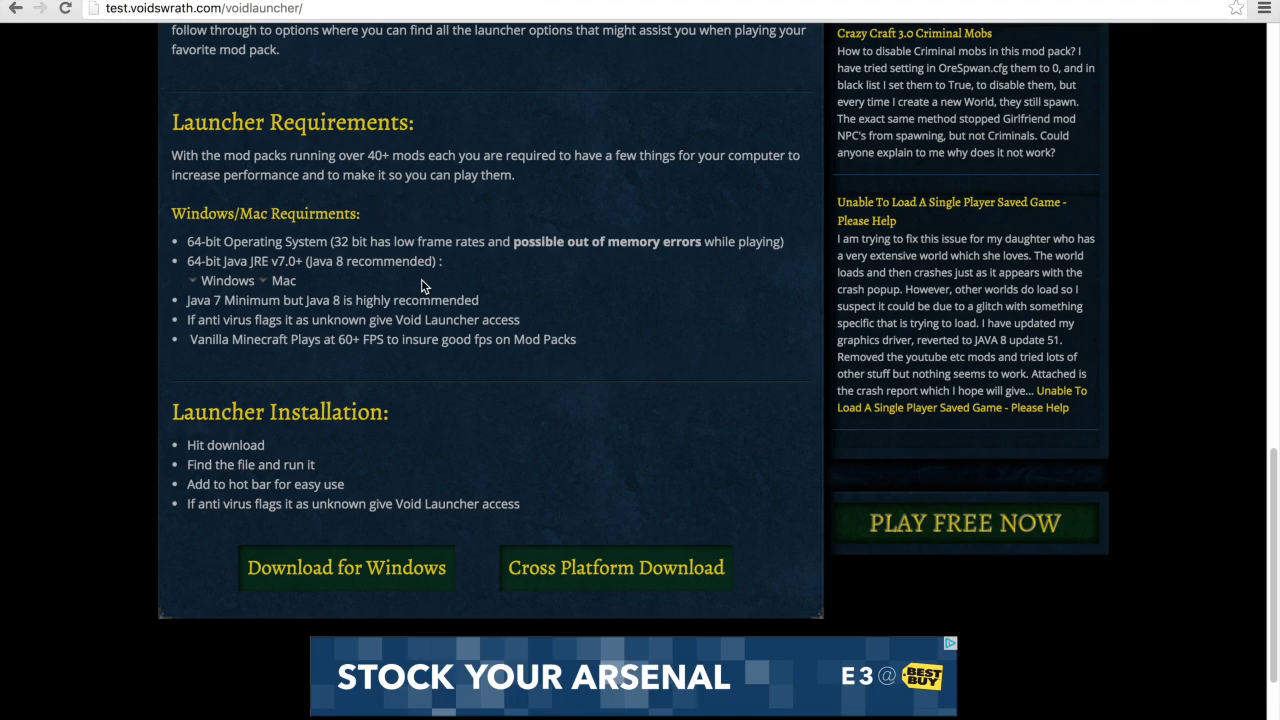 test.voidswrath.com/voidlauncher/
follow through to options where you can find all the launcher options that might assist you when playing your
favorite mod pack.
Launcher Requirements:
With the mod packs running over 40+ mods each you are required to have a few things for your computer to
increase performance and to make it so you can play them.
Windows/Mac Requirments:
64-bit Operating System (32 bit has low frame rates and possible out of memory errors while playing)
64-bit Java JRE v7.0+ (Java 8 recommended) :
Windows Mac
Java 7 Minimum but Java 8 is highly recommended
If anti virus flags it as unknown give Void Launcher access
Vanilla Minecraft Plays at 60+ FPS to insure good fps on Mod Packs
Launcher Installation:
Hit download
Find the file and run it
Add to hot bar for easy use
If anti virus flags it as unknown give Void Launcher access
Download for Windows Cross Platform Download
Crazy Craft 3.0 Criminal Mobs
How to disable Criminal mobs in this mod pack? I
have tried setting in OreSpwan.cfg them to 0, and in
black list I set them to True, to disable them, but
every time I create a new World, they still spawn.
The exact same method stopped Girlfriend mod
NPC's from spawning, but not Criminals. Could
anyone explain to me why does it not work?
Unable To Load A Single Player Saved Game -
Please Help
I am trying to fix this issue for my daughter who has
a very extensive world which she loves. The world
loads and then crashes just as it appears with the
crash popup. However, other worlds do load so I
suspect it could be due to a glitch with something
specific that is trying to load. I have updated my
graphics driver, reverted to JAVA 8 update 51.
Removed the youtube etc mods and tried lots of
other stuff but nothing seems to work. Attached is
the crash report which I hope will give... Unable To
Load A Single Player Saved Game - Please Help
PLAY FREE NOW
STOCK YOUR ARSENAL E3@ BEST
BUY